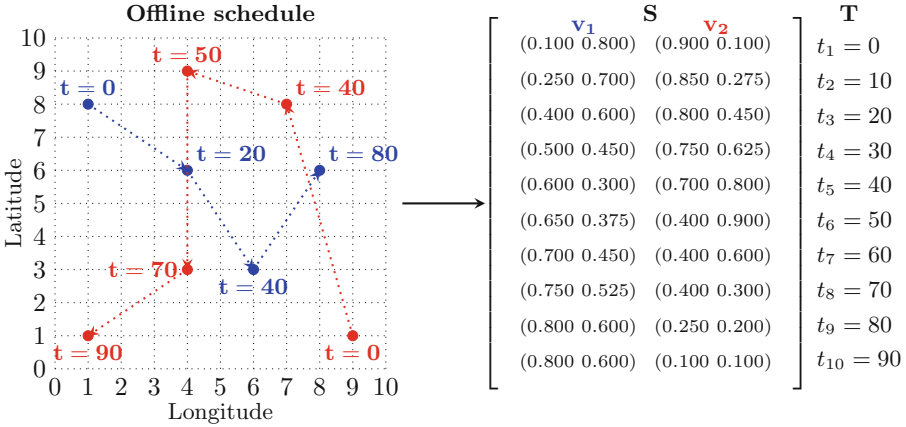 Offline schedule
10
9
8
7
6
5
4
3
2
1
0
Latitude
t = 50
t = 0
t = 40
t = 20
t = 80
t = 70
t = 40
t = 90
t = 0
0 1 2 3 4 5 6 7 8 9 10
Longitude
S T
v1 v2
(0.100 0.800) (0.900 0.100) t1 = 0
(0.250 0.700) (0.850 0.275) t2 = 10
(0.400 0.600) (0.800 0.450) t3 = 20
(0.500 0.450) (0.750 0.625) t4 = 30
(0.600 0.300) (0.700 0.800) t5 = 40
(0.650 0.375) (0.400 0.900) t6 = 50
(0.700 0.450) (0.400 0.600) t7 = 60
(0.750 0.525) (0.400 0.300) t8 = 70
(0.800 0.600) (0.250 0.200) t9 = 80
(0.800 0.600) (0.100 0.100) t10 = 90